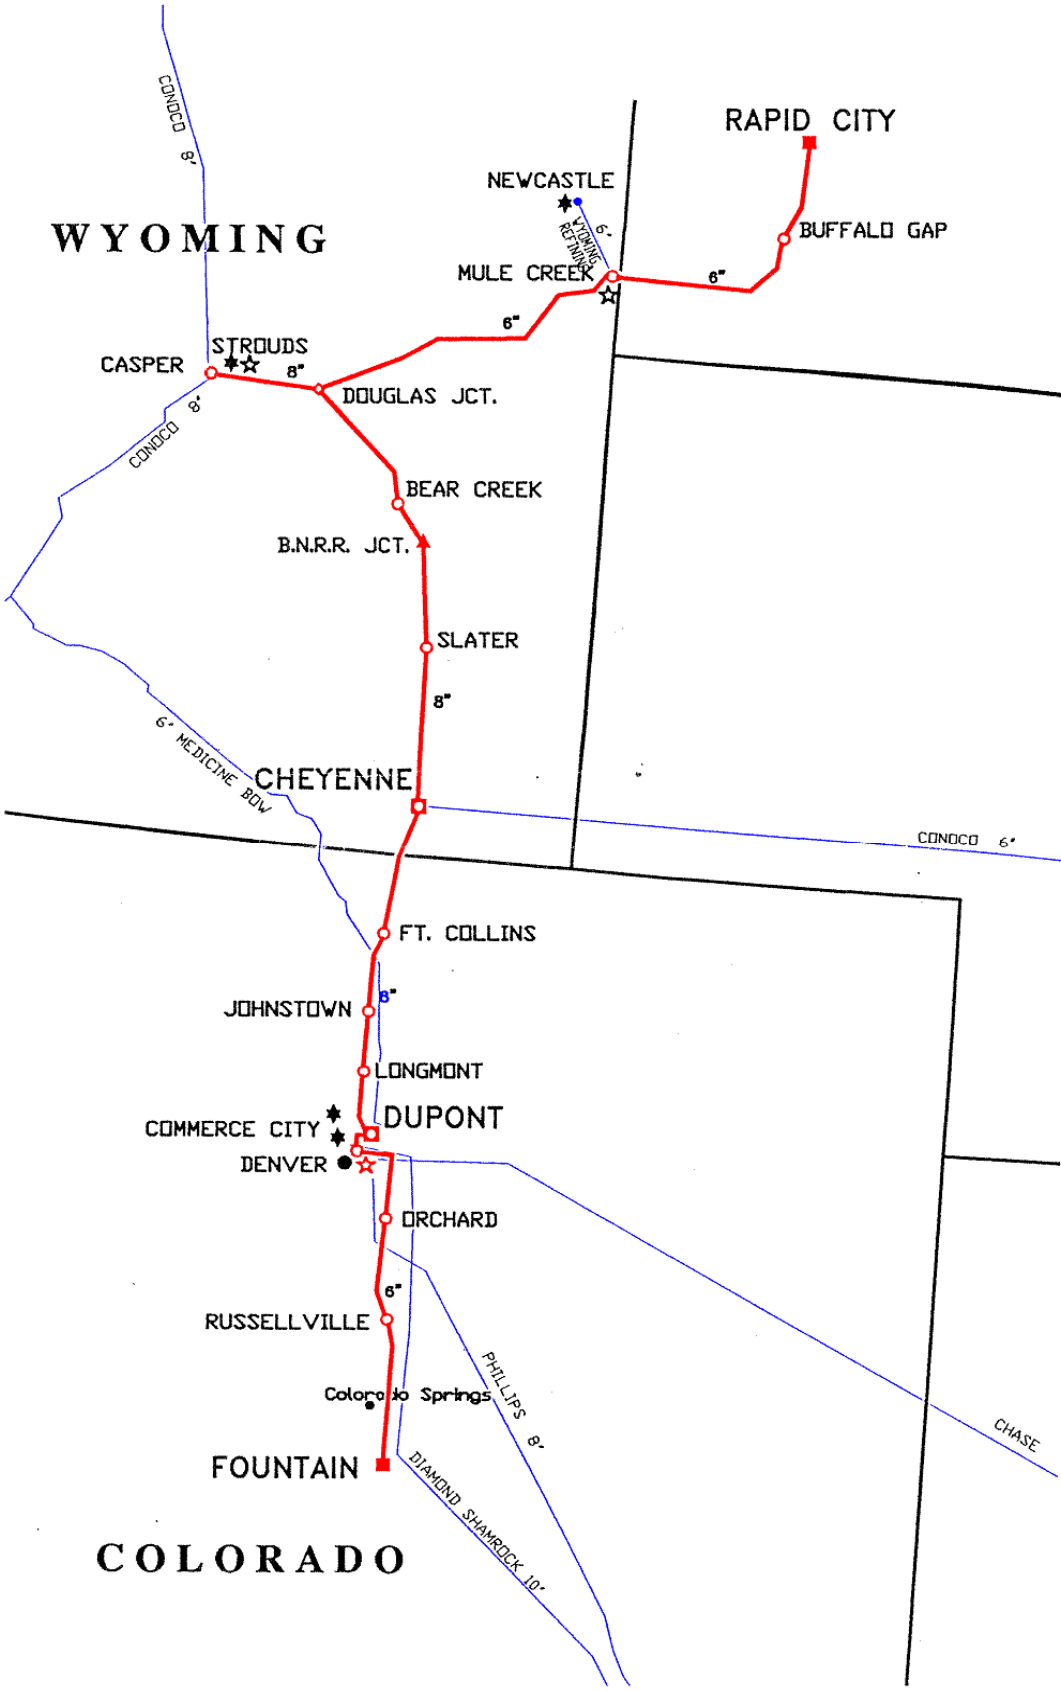 CONOCO 8'
RAPID CITY
NEWCASTLE
6'
WYOMING
REFINING
BUFFALO GAP
WYOMING
MULE CREEK
6"
6"
STROUDS
CASPER
8"
DOUGLAS JCT.
CONOCO 8'
BEAR CREEK
B.N.R.R. JCT.
SLATER
8"
6' MEDICINE BOW
CHEYENNE
CONOCO 6'
FT. COLLINS
8"
JOHNSTOWN
LONGMONT
DUPONT
COMMERCE CITY
DENVER
ORCHARD
6"
RUSSELLVILLE
PHILLIPS 8'
Colorado Springs
CHASE
FOUNTAIN
DIAMOND SHAMROCK 10'
COLORADO